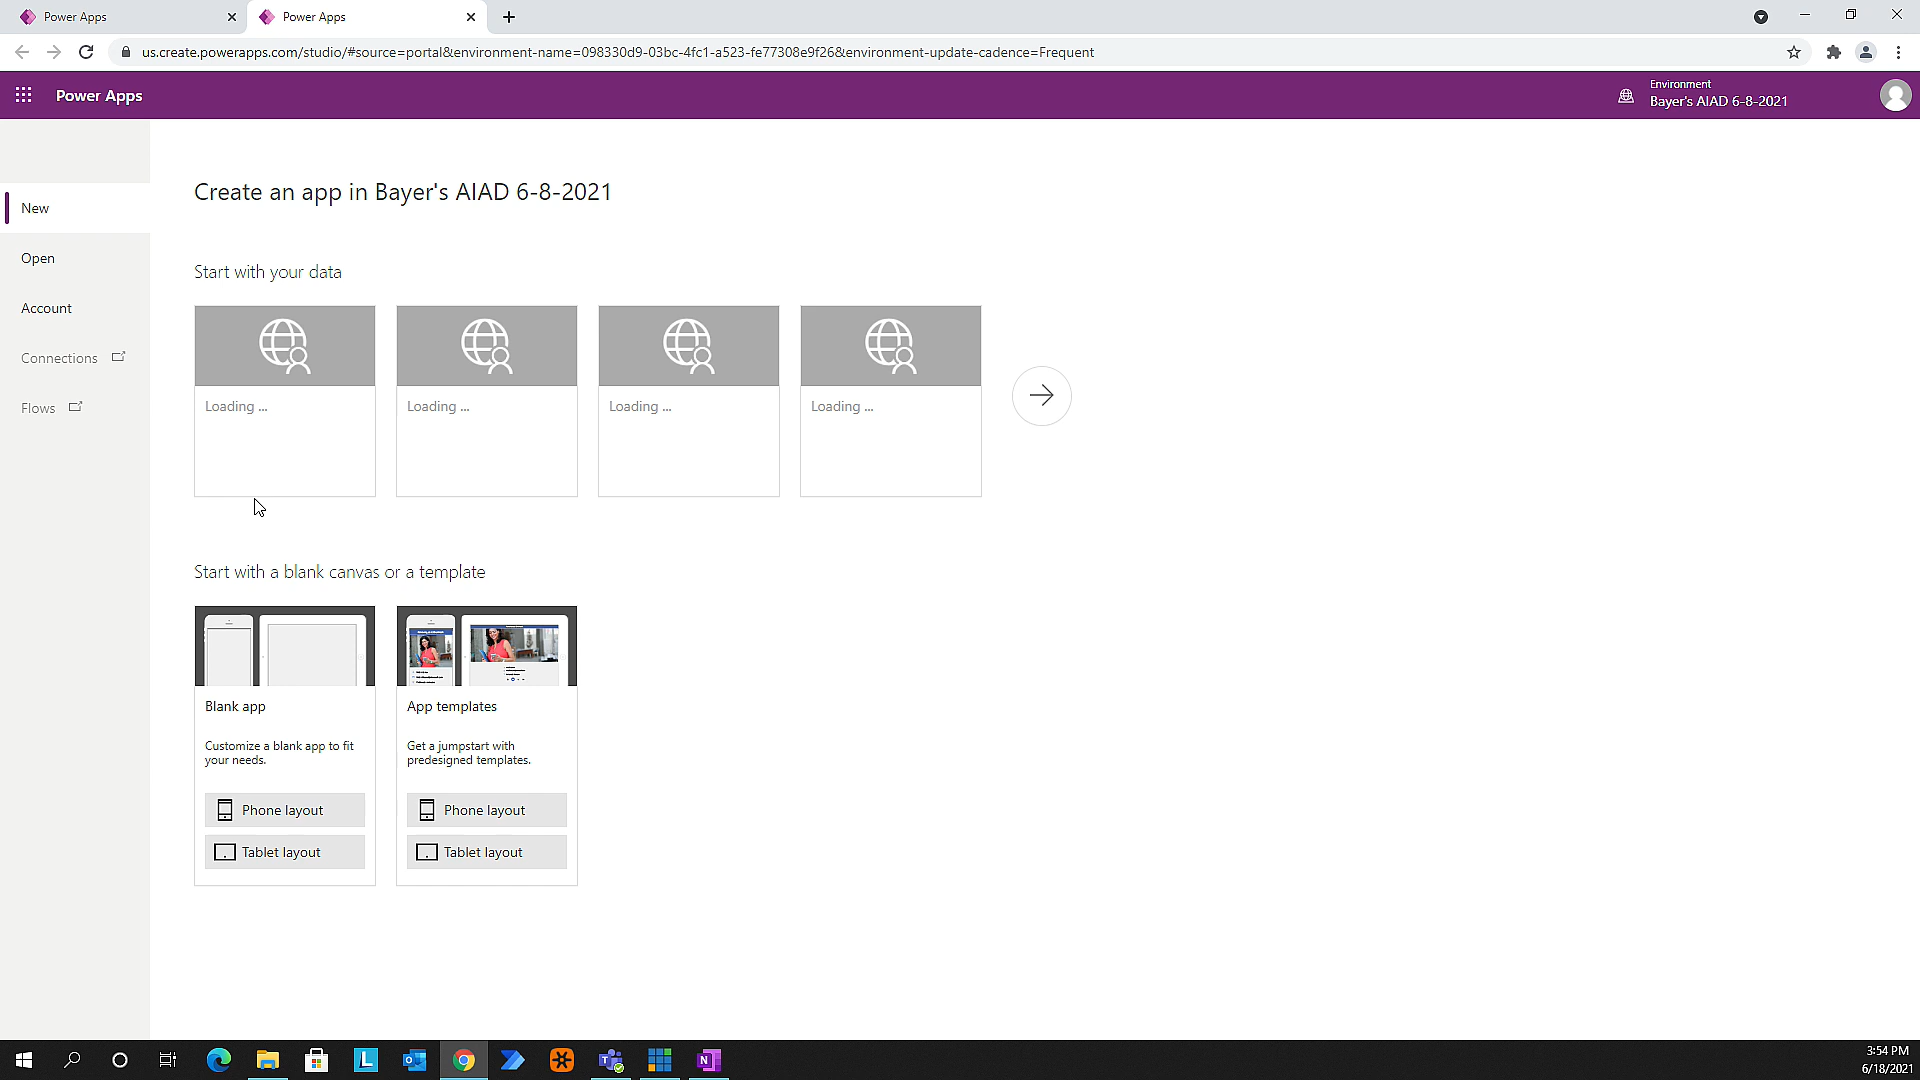 Power Apps
Power Apps
us.create.powerapps.com/studio/#source=portal&environment-name=098330d9-03bc-4fc1-a523-fe77308e9f26&environment-update-cadence=Frequent
Power Apps
Environment
Bayer's AIAD 6-8-2021
New
Open
Account
Connections
Flows
Create an app in Bayer's AIAD 6-8-2021
Start with your data
Loading ...
Loading ...
Loading ...
Loading ...
Start with a blank canvas or a template
Blank app
Customize a blank app to fit
your needs.
Phone layout
Tablet layout
App templates
Get a jumpstart with
predesigned templates.
Phone layout
Tablet layout
3:54 PM
6/18/2021